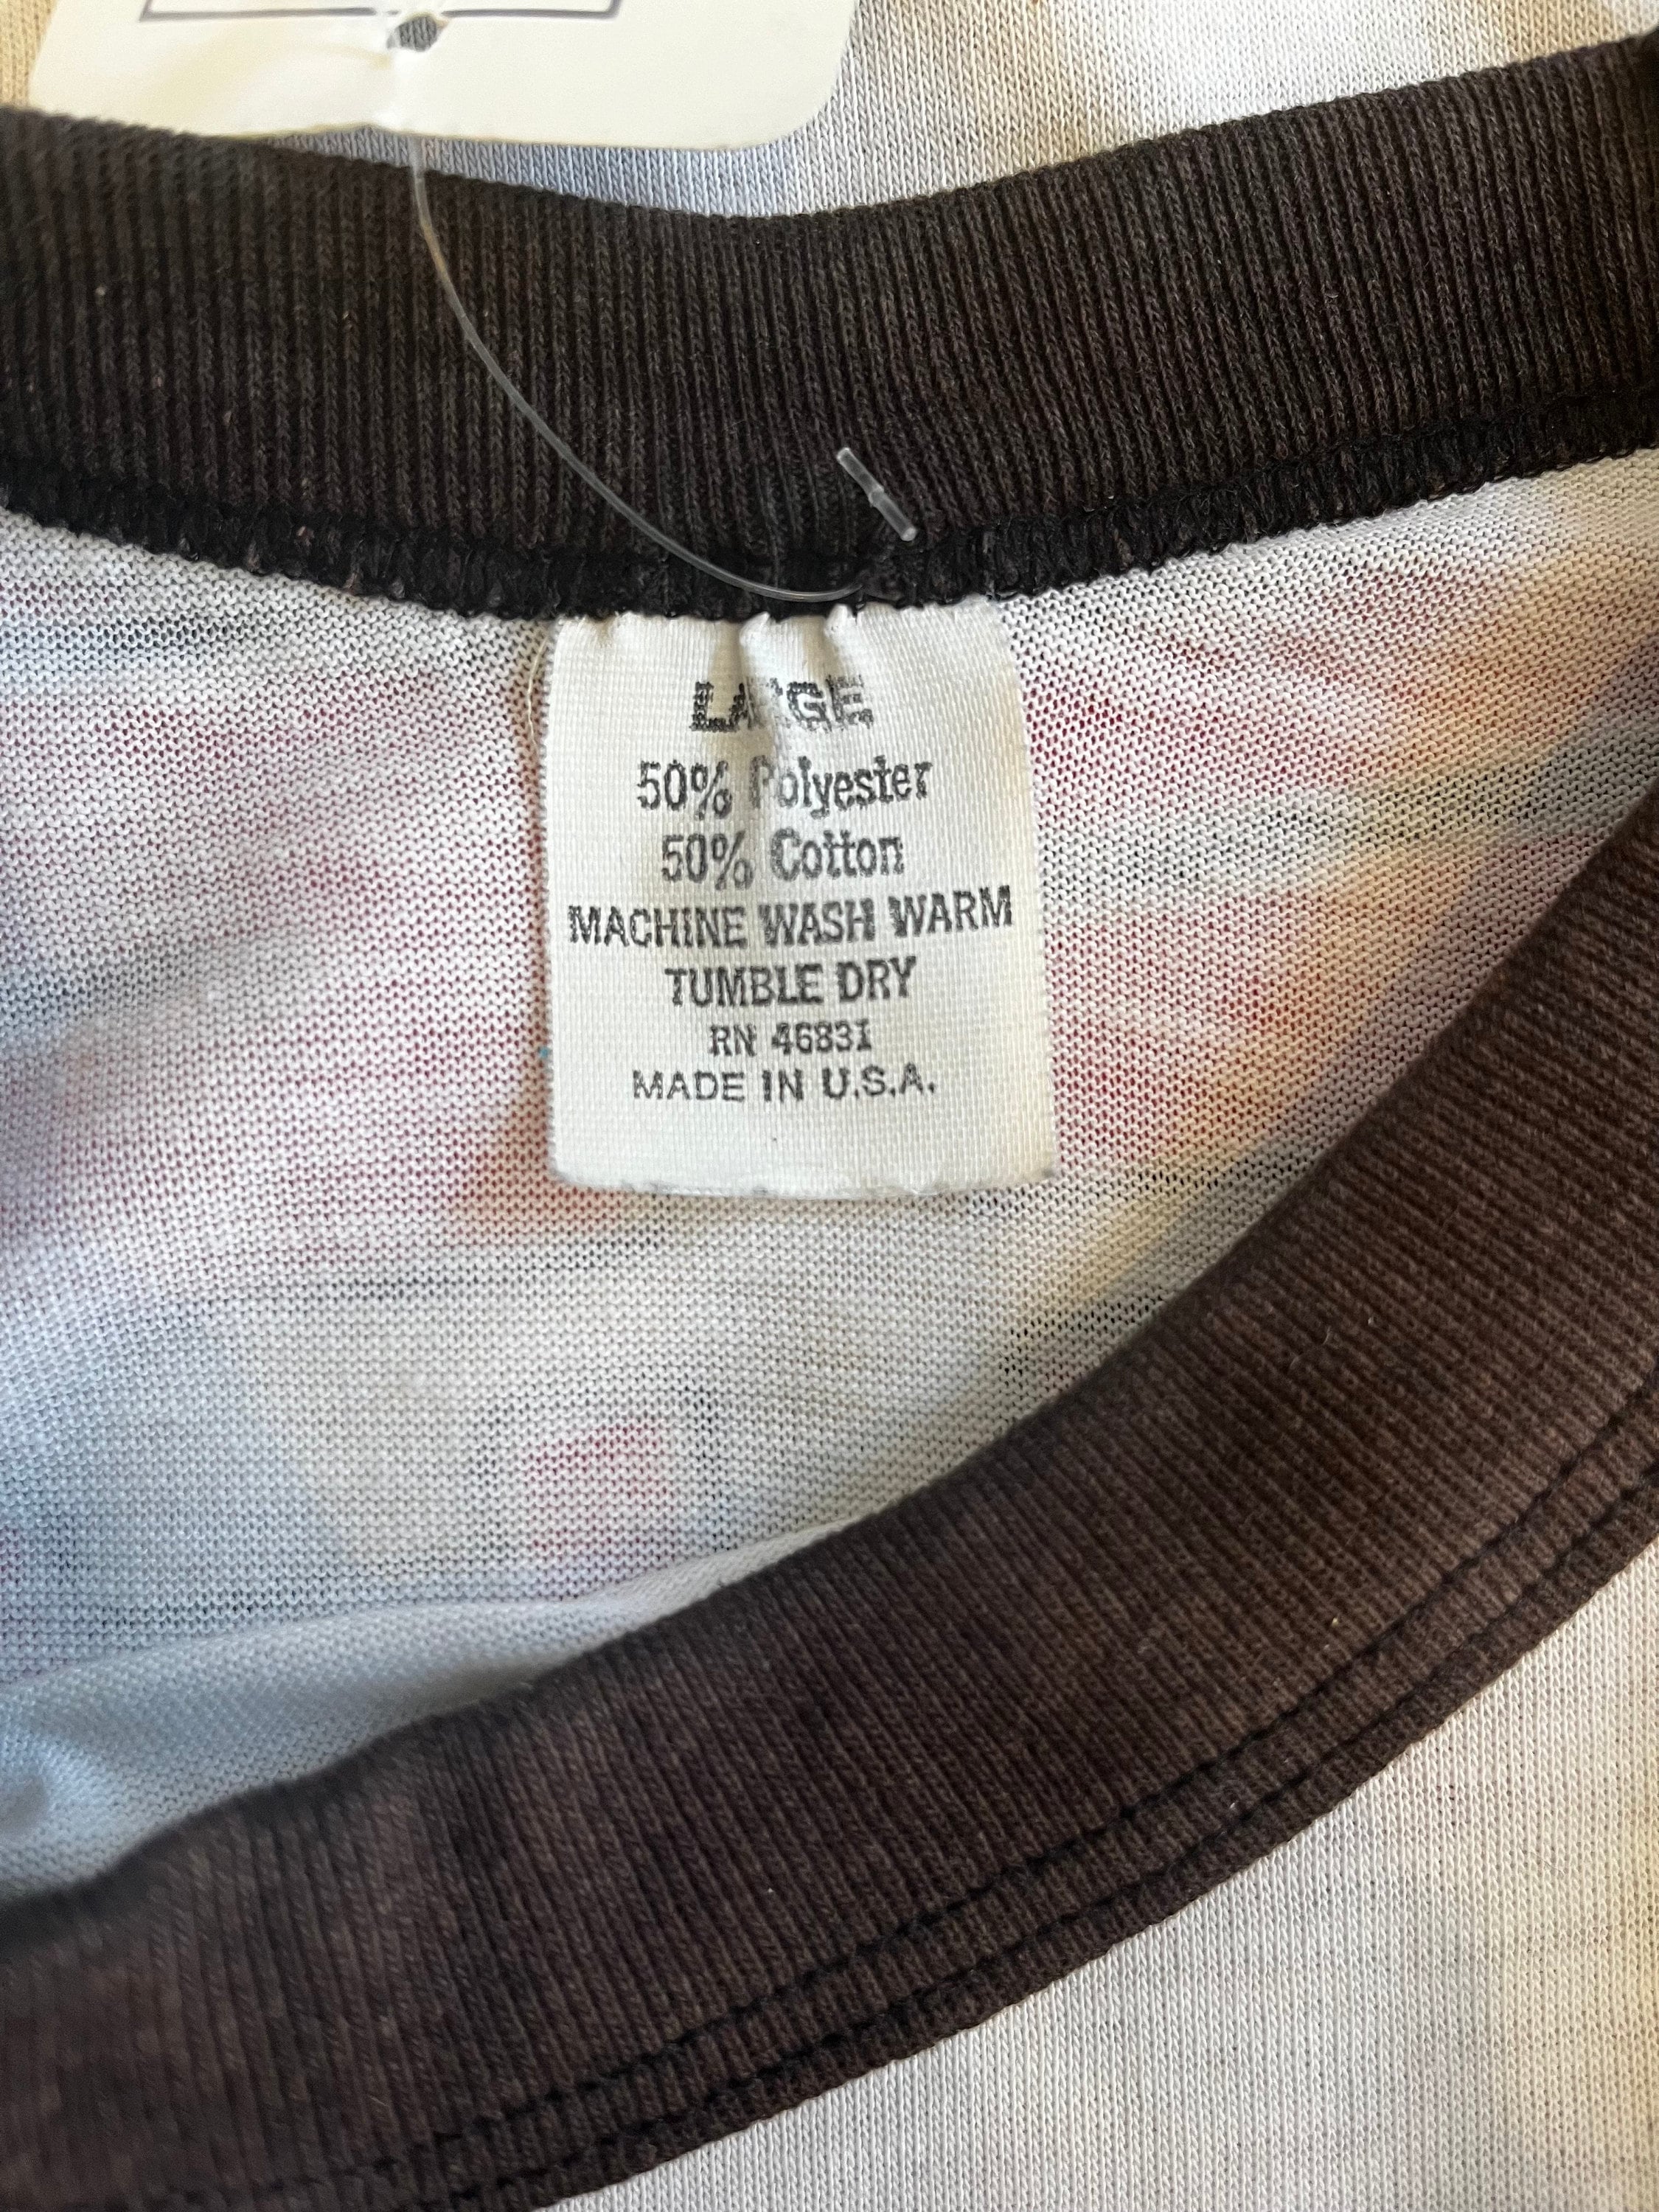 LARGE
50% Polyester
50% Cotton
MACHINE WASH WARM
TUMBLE DRY
RN 46831
MADE IN U.S.A.